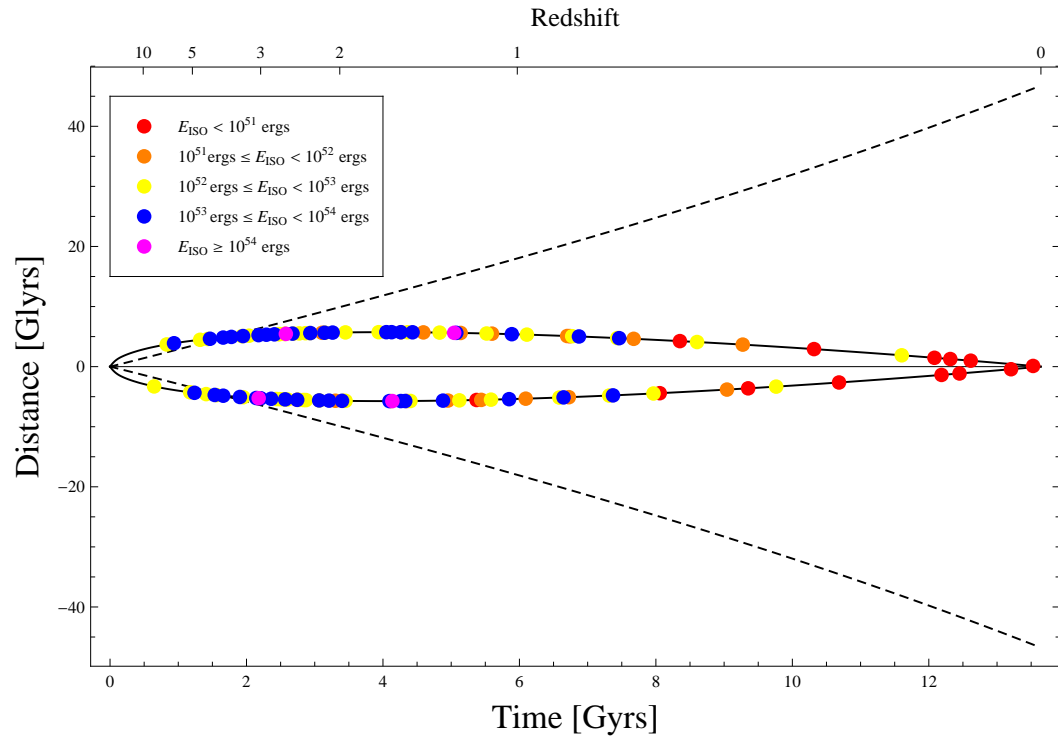 Redshift
10 5 3 2 1 0
E_ISO < 10^51 ergs
10^51 ergs ≤ E_ISO < 10^52 ergs
10^52 ergs ≤ E_ISO < 10^53 ergs
10^53 ergs ≤ E_ISO < 10^54 ergs
E_ISO ≥ 10^54 ergs
40
20
0
−20
−40
Distance [Glyrs]
0 2 4 6 8 10 12
Time [Gyrs]